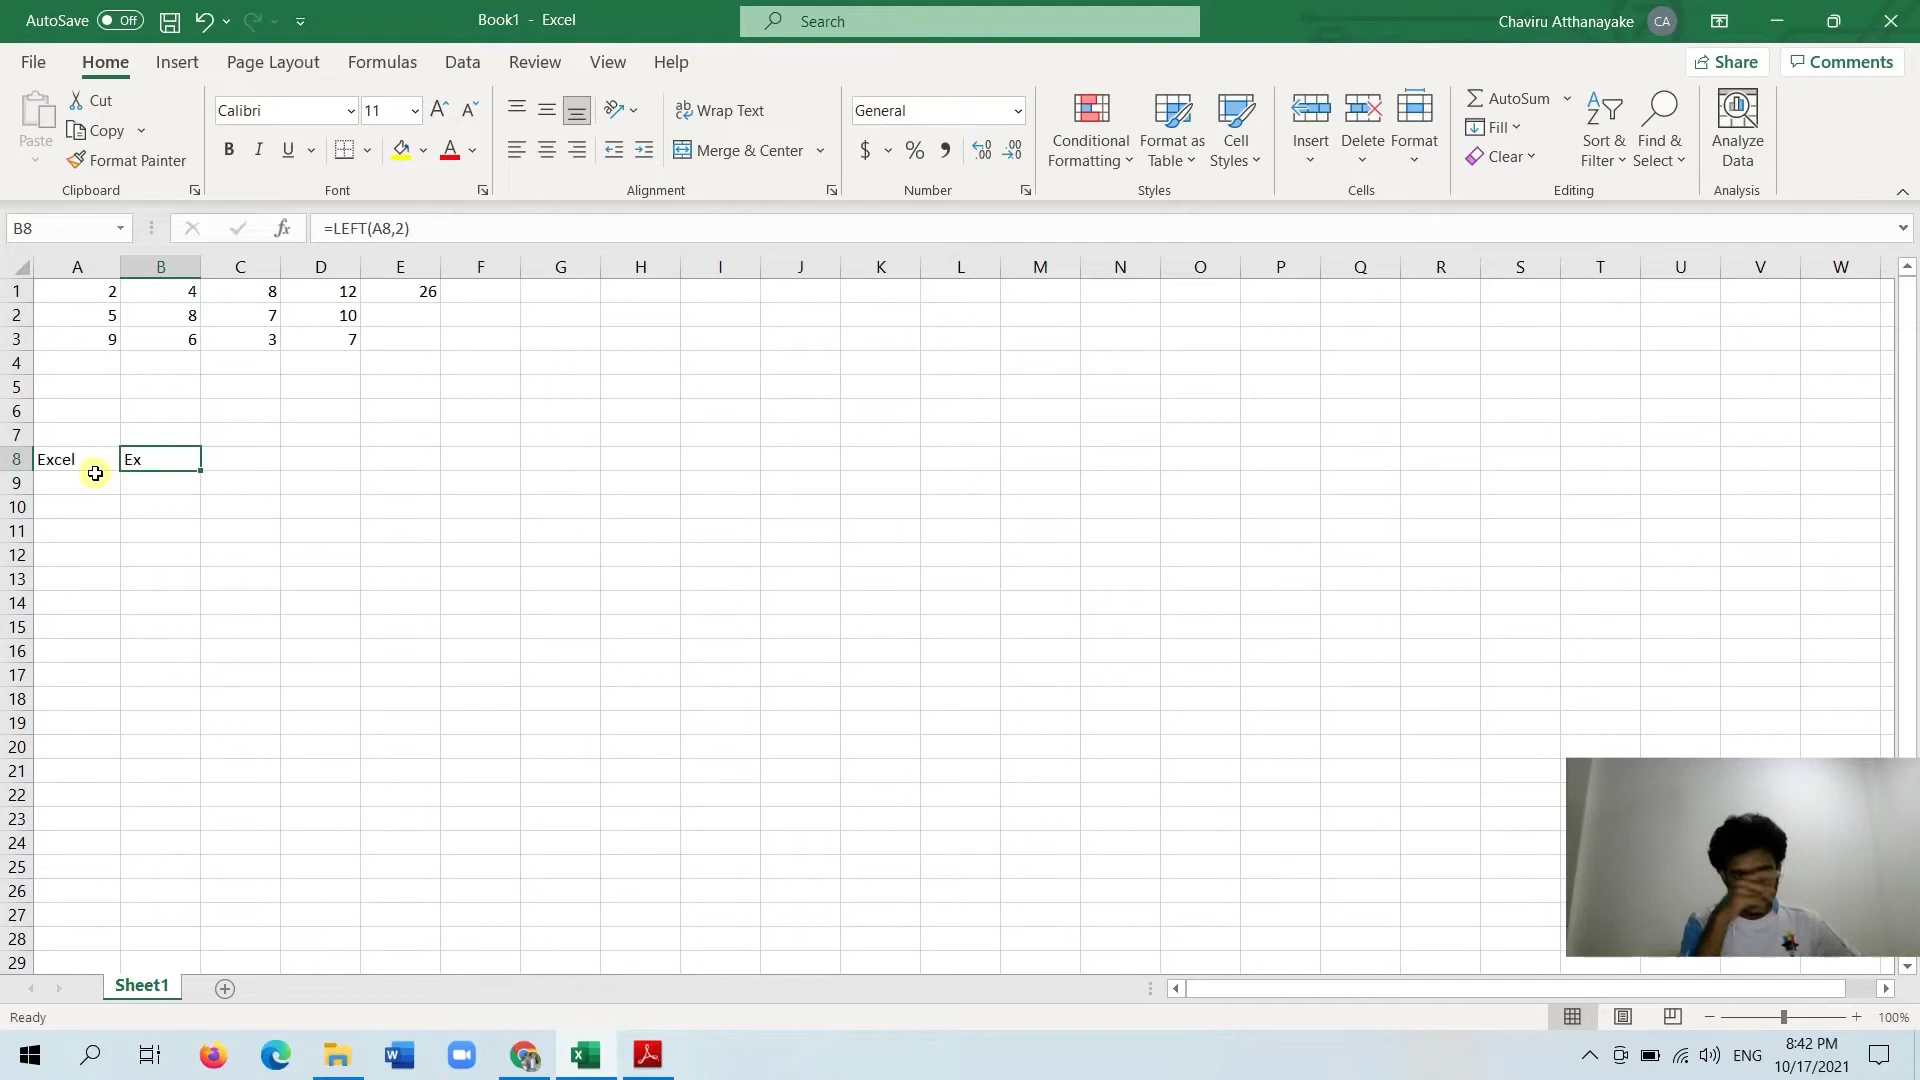 AutoSave Off Book1 - Excel Search Chaviru Atthanayake CA
File Home Insert Page Layout Formulas Data Review View Help Share Comments
Paste Cut Copy Format Painter Clipboard
Calibri 11 B I U A Font
Wrap Text Merge & Center Alignment
General $ % , Number
Conditional Formatting Format as Table Cell Styles Styles
Insert Delete Format Cells
AutoSum Fill Clear Sort & Filter Find & Select Editing
Analyze Data Analysis
B8 fx =LEFT(A8,2)
A B C D E F G H I J K L M N O P Q R S T U V W
1 2 4 8 12 26
2 5 8 7 10
3 9 6 3 7
4
5
6
7
8 Excel Ex
9
10
11
12
13
14
15
16
17
18
19
20
21
22
23
24
25
26
27
28
29
Sheet1
Ready 100%
ENG 8:42 PM
10/17/2021